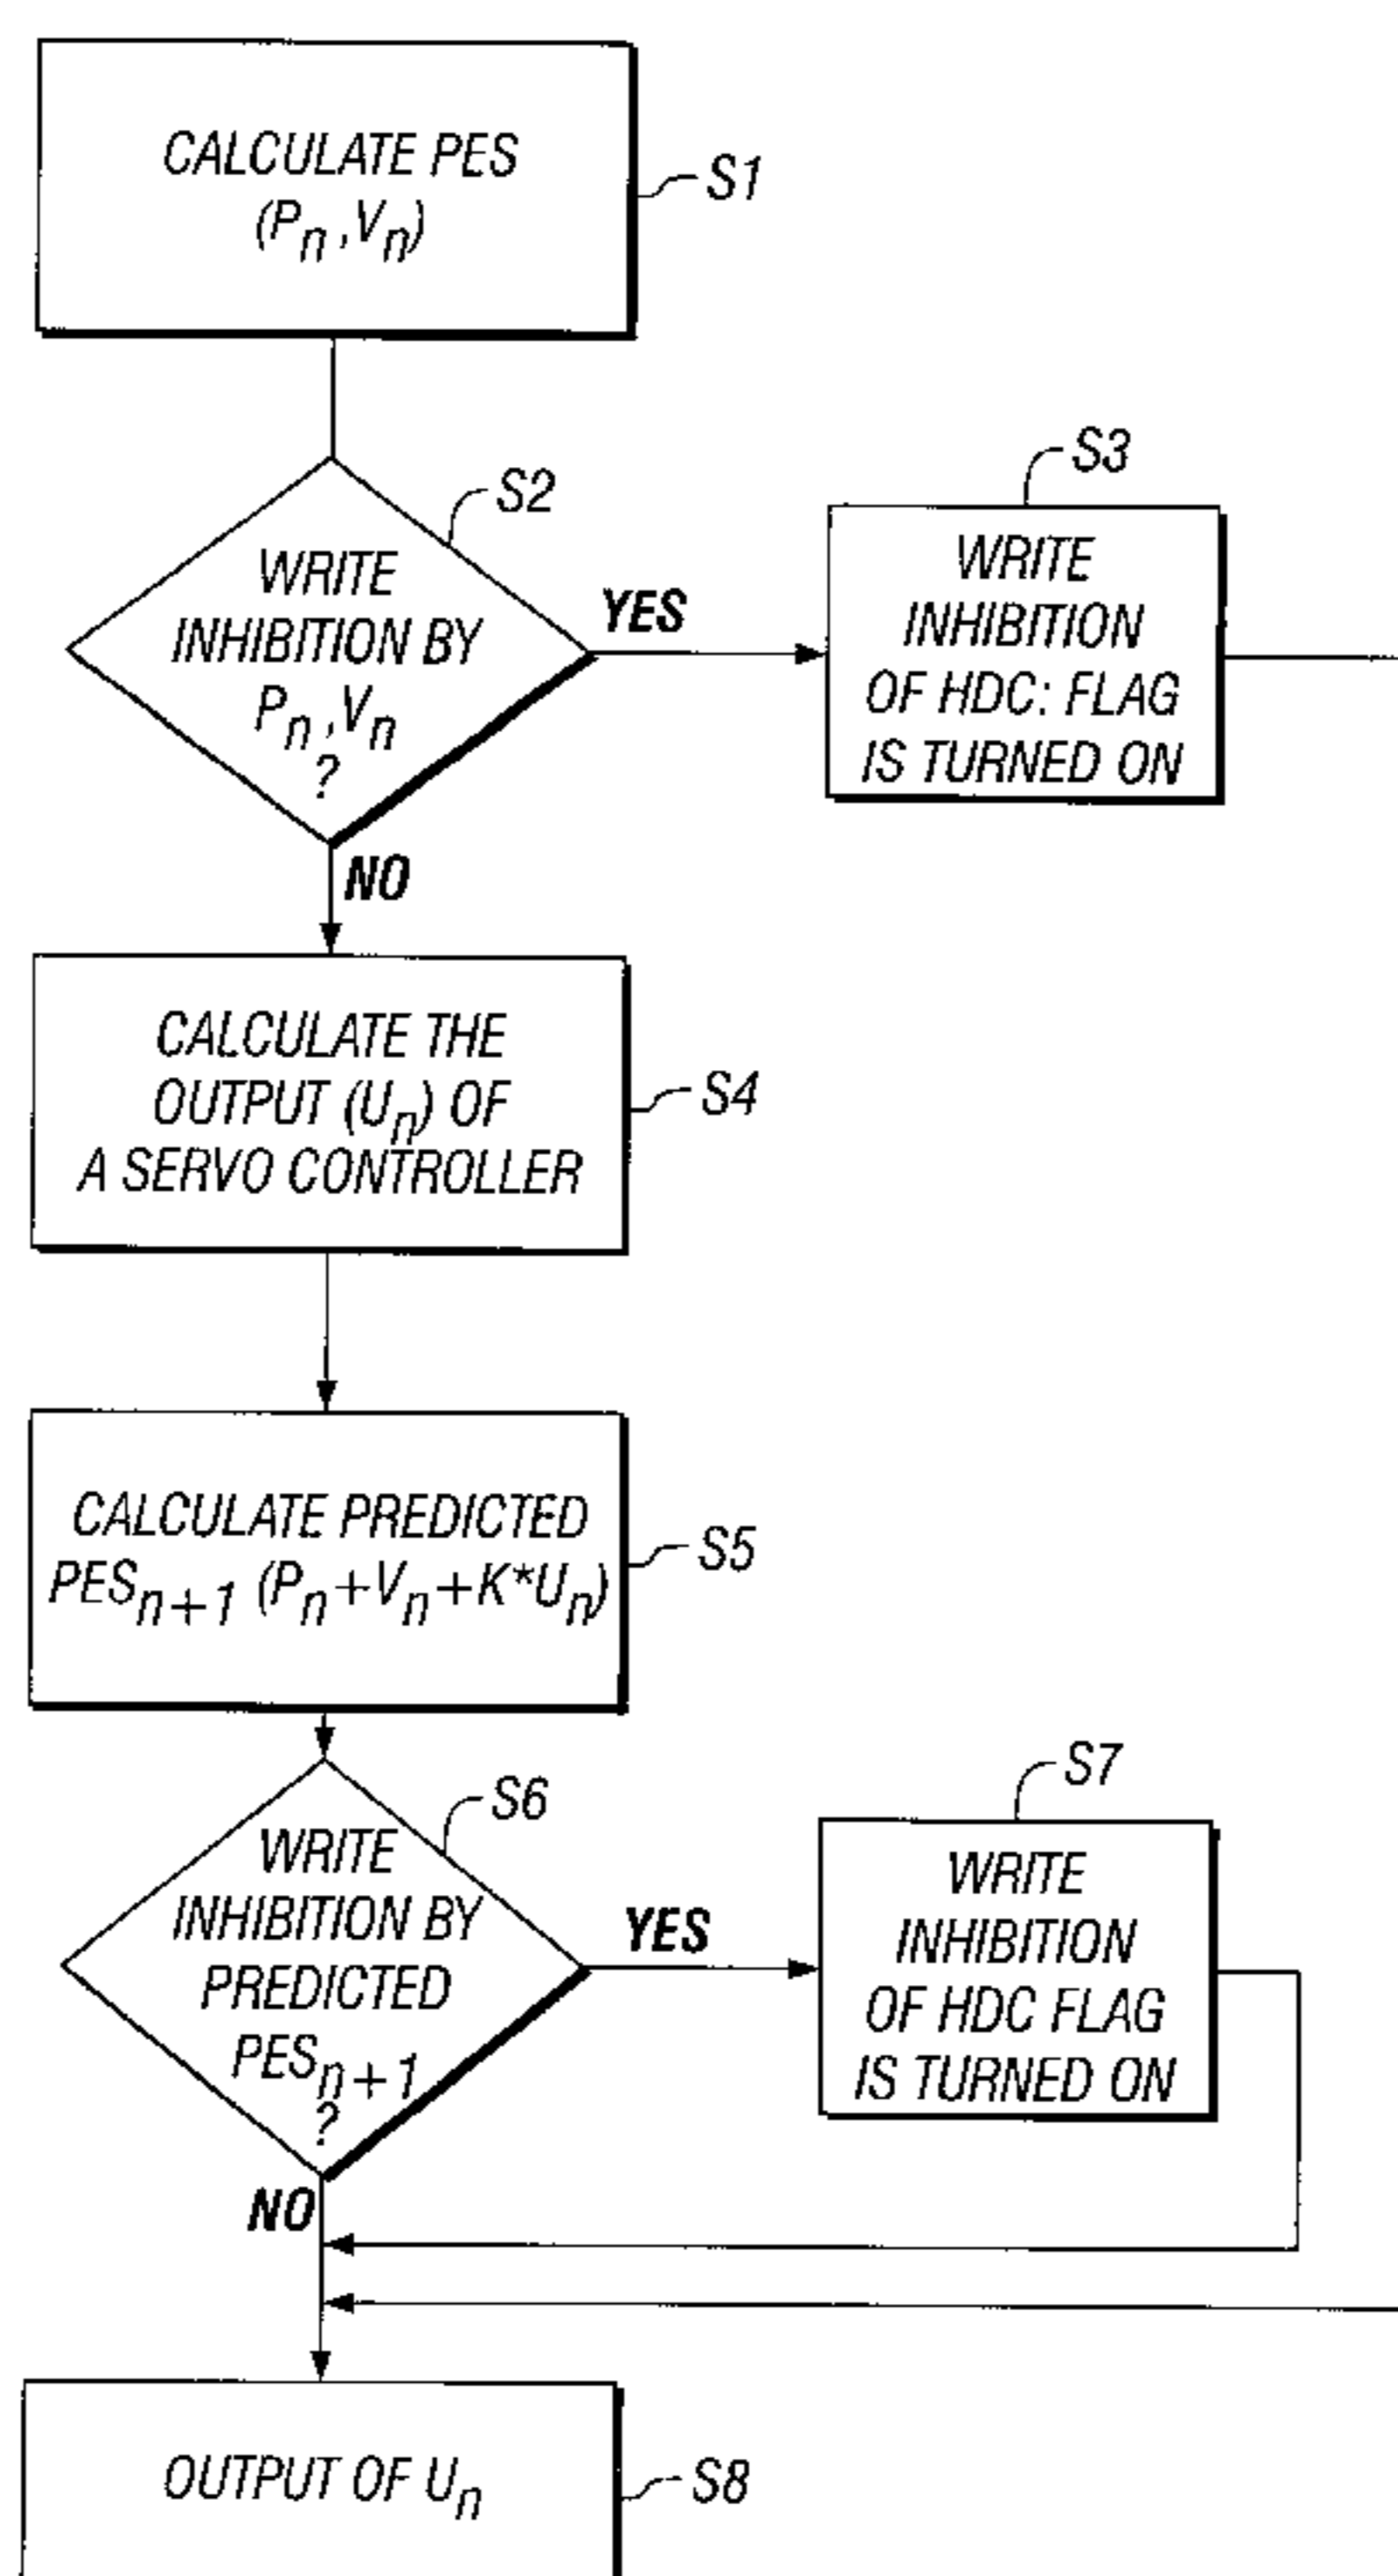 CALCULATE PES
(Pn ,Vn)
S1
S2
WRITE
INHIBITION BY
Pn ,Vn
?
YES
NO
S3
WRITE
INHIBITION
OF HDC: FLAG
IS TURNED ON
CALCULATE THE
OUTPUT (Un) OF
A SERVO CONTROLLER
S4
CALCULATE PREDICTED
PESn+1 (Pn+Vn+K*Un)
S5
S6
WRITE
INHIBITION BY
PREDICTED
PESn+1
?
YES
NO
S7
WRITE
INHIBITION
OF HDC FLAG
IS TURNED ON
OUTPUT OF Un
S8